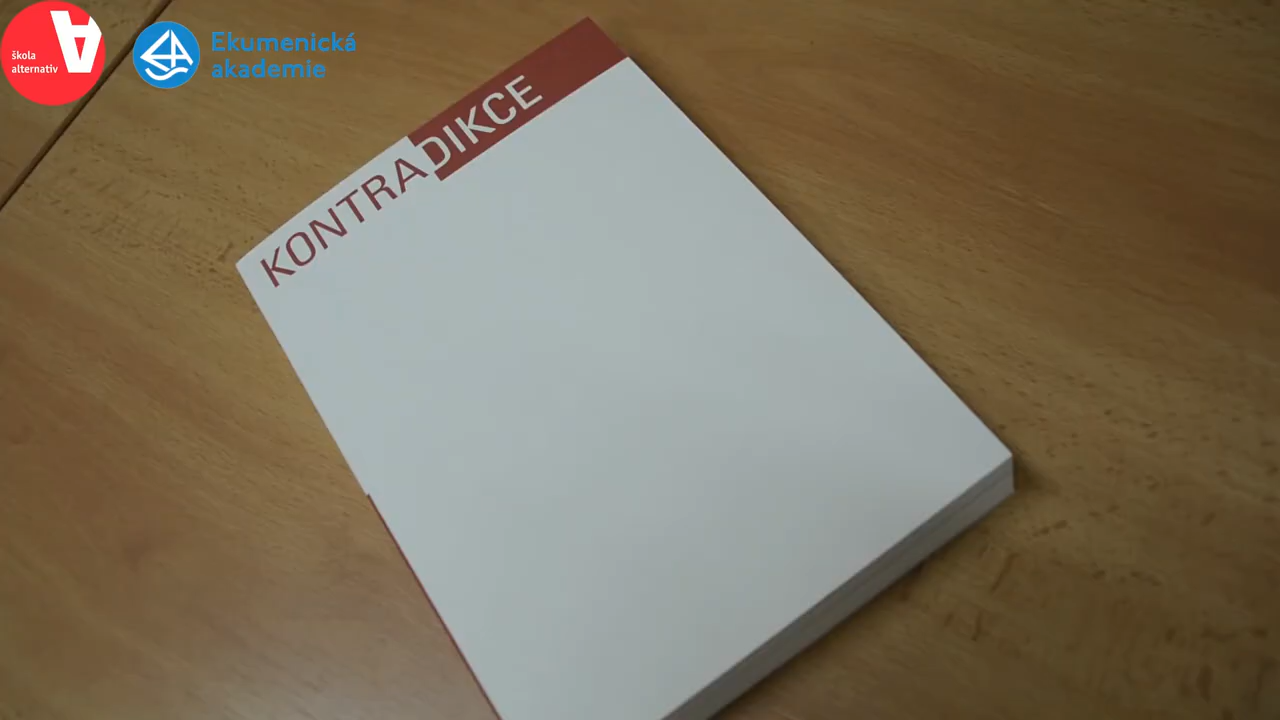 škola
alternativ
Ekumenická
akademie
KONTRADIKCE